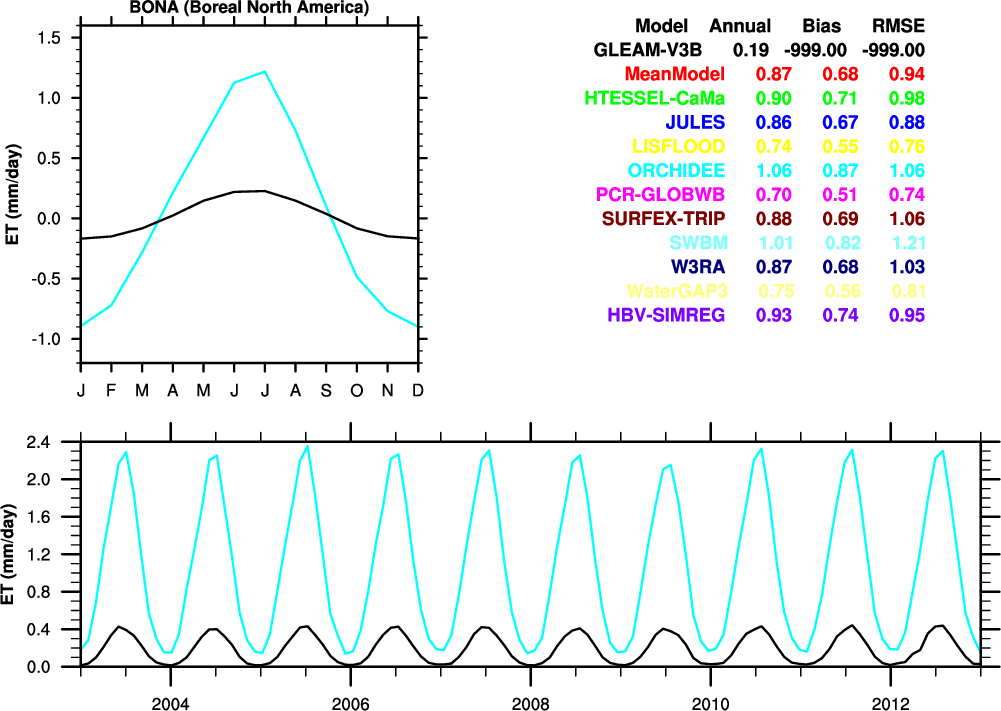 BONA (Boreal North America)
Model Annual Bias RMSE
GLEAM-V3B 0.19 -999.00 -999.00
MeanModel 0.87 0.68 0.94
HTESSEL-CaMa 0.90 0.71 0.98
JULES 0.86 0.67 0.88
LISFLOOD 0.74 0.55 0.76
ORCHIDEE 1.06 0.87 1.06
PCR-GLOBWB 0.70 0.51 0.74
SURFEX-TRIP 0.88 0.69 1.06
SWBM 1.01 0.82 1.21
W3RA 0.87 0.68 1.03
WaterGAP3 0.75 0.56 0.81
HBV-SIMREG 0.93 0.74 0.95
ET (mm/day)
1.5
1.0
0.5
0.0
-0.5
-1.0
J F M A M J J A S O N D
ET (mm/day)
2.4
2.0
1.6
1.2
0.8
0.4
0.0
2004 2006 2008 2010 2012